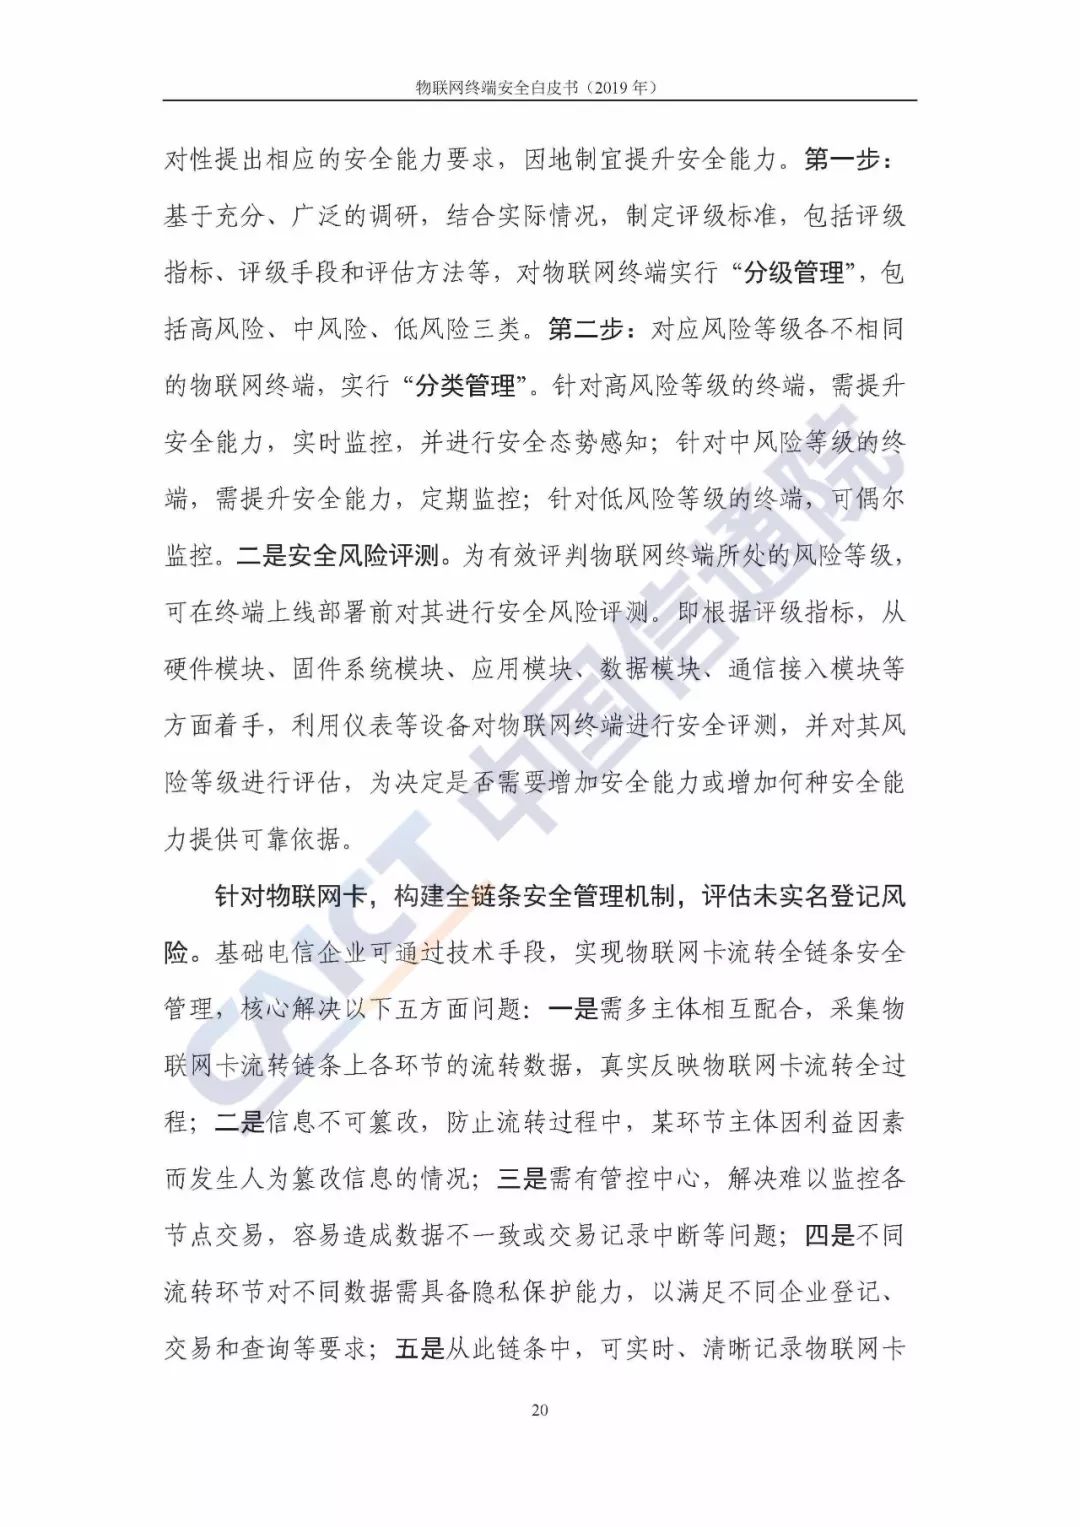 物联网终端安全白皮书（2019 年）
对性提出相应的安全能力要求，因地制宜提升安全能力。第一步：
基于充分、广泛的调研，结合实际情况，制定评级标准，包括评级
指标、评级手段和评估方法等，对物联网终端实行“分级管理”，包
括高风险、中风险、低风险三类。第二步：对应风险等级各不相同
的物联网终端，实行“分类管理”。针对高风险等级的终端，需提升
安全能力，实时监控，并进行安全态势感知；针对中风险等级的终
端，需提升安全能力，定期监控；针对低风险等级的终端，可偶尔
监控。二是安全风险评测。为有效评判物联网终端所处的风险等级，
可在终端上线部署前对其进行安全风险评测。即根据评级指标，从
硬件模块、固件系统模块、应用模块、数据模块、通信接入模块等
方面着手，利用仪表等设备对物联网终端进行安全评测，并对其风
险等级进行评估，为决定是否需要增加安全能力或增加何种安全能
力提供可靠依据。
针对物联网卡，构建全链条安全管理机制，评估未实名登记风
险。基础电信企业可通过技术手段，实现物联网卡流转全链条安全
管理，核心解决以下五方面问题：一是需多主体相互配合，采集物
联网卡流转链条上各环节的流转数据，真实反映物联网卡流转全过
程；二是信息不可篡改，防止流转过程中，某环节主体因利益因素
而发生人为篡改信息的情况；三是需有管控中心，解决难以监控各
节点交易，容易造成数据不一致或交易记录中断等问题；四是不同
流转环节对不同数据需具备隐私保护能力，以满足不同企业登记、
交易和查询等要求；五是从此链条中，可实时、清晰记录物联网卡
20
CAICT 中国信通院